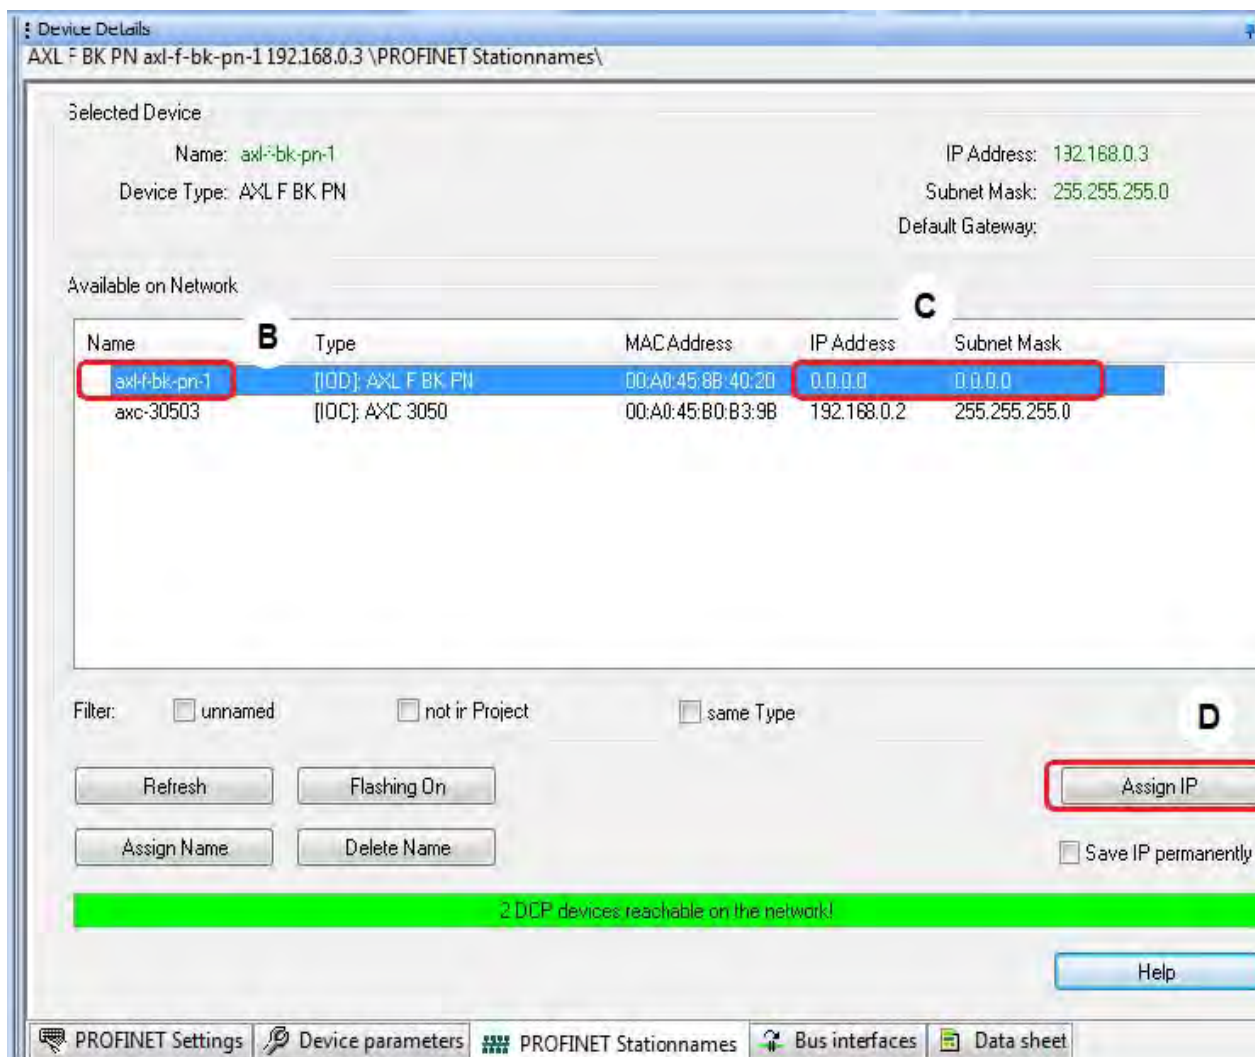 Device Details
AXL F BK PN axl-f-bk-pn-1 192.168.0.3 \PROFINET Stationnames\
Selected Device
Name: axl-f-bk-pn-1 IP Address: 192.168.0.3
Device Type: AXL F BK PN Subnet Mask: 255.255.255.0
Default Gateway:
Available on Network
B C
Name Type MAC Address IP Address Subnet Mask
axl-f-bk-pn-1 [IOD]: AXL F BK PN 00:A0:45:8B:40:20 0.0.0.0 0.0.0.0
axc-30503 [IOC]: AXC 3050 00:A0:45:B0:B3:9B 192.168.0.2 255.255.255.0
Filter: unnamed not in Project same Type
D
Refresh Flashing On Assign IP
Assign Name Delete Name Save IP permanently
2 DCP devices reachable on the network!
Help
PROFINET Settings Device parameters PROFINET Stationnames Bus interfaces Data sheet